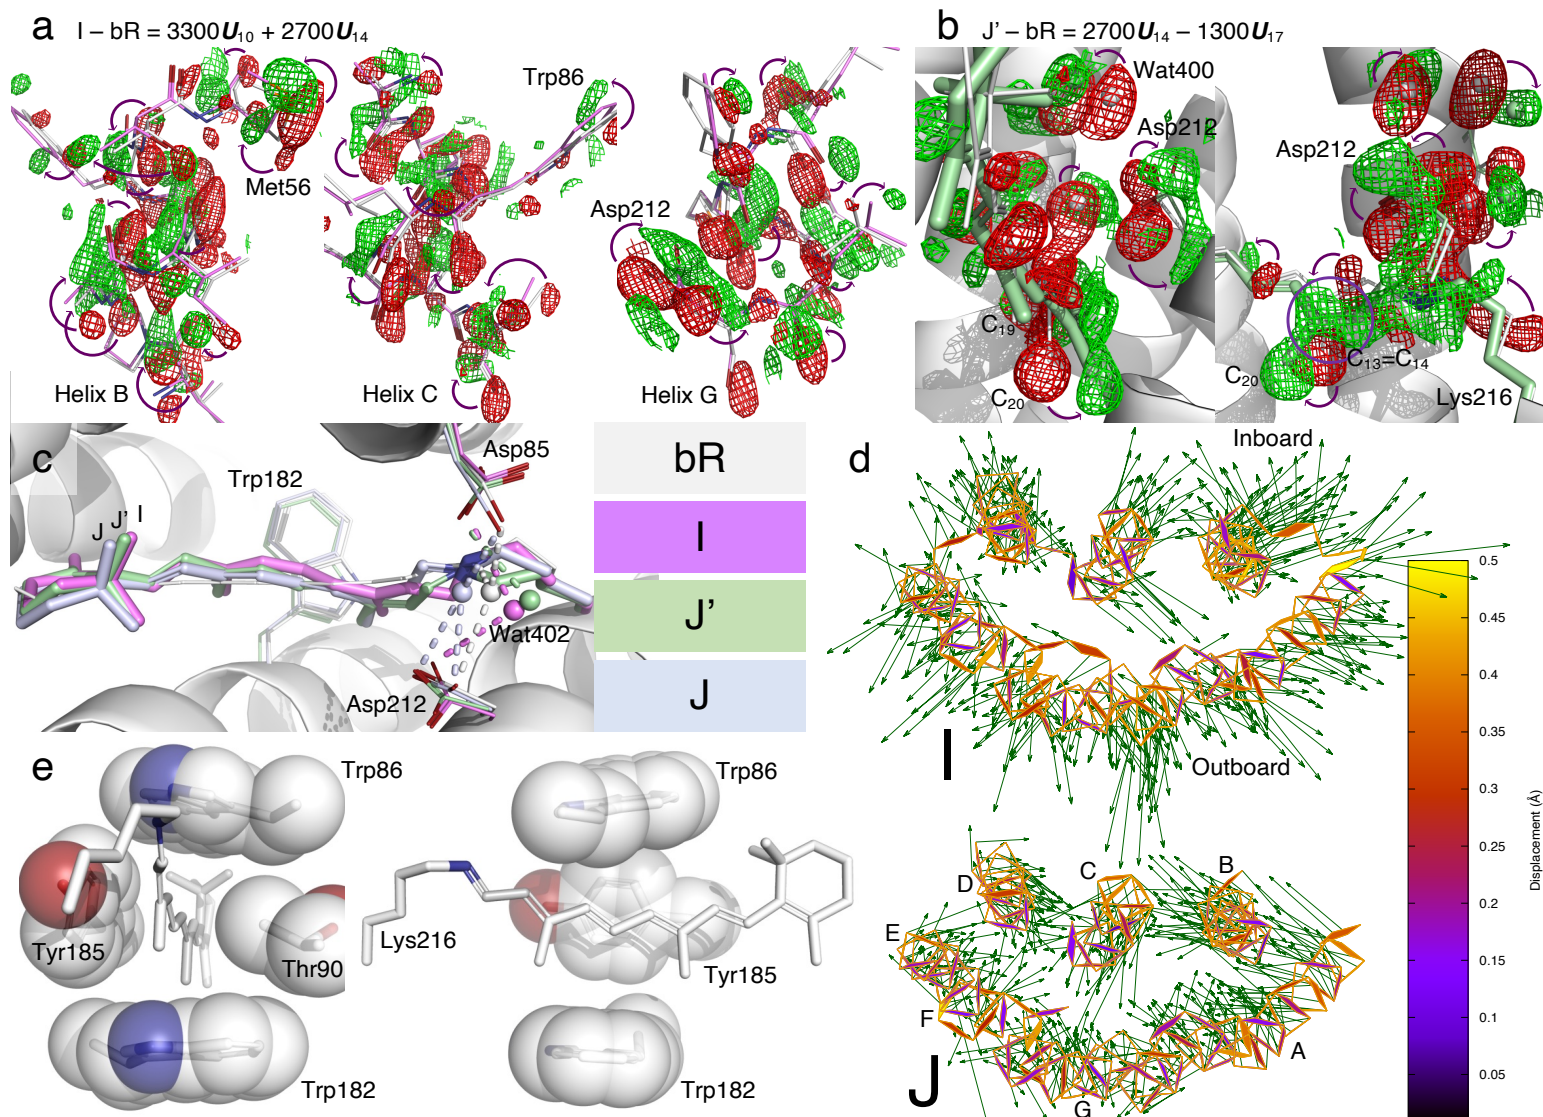 a I – bR = 3300U10 + 2700U14
Met56
Helix B
Trp86
Helix C
Asp212
Helix G
b J’ – bR = 2700U14 − 1300U17
Wat400
Asp212
C19
C20
Asp212
C20
C13=C14
Lys216
c
Trp182
Asp85
J J’ I
Wat402
Asp212
bR
I
J’
J
d
Inboard
Outboard
I
D
C
B
E
F
A
G
J
0.5
0.45
0.4
0.35
0.3
0.25
0.2
0.15
0.1
0.05
Displacement (Å)
e
Trp86
Tyr185
Thr90
Trp182
Trp86
Lys216
Tyr185
Trp182